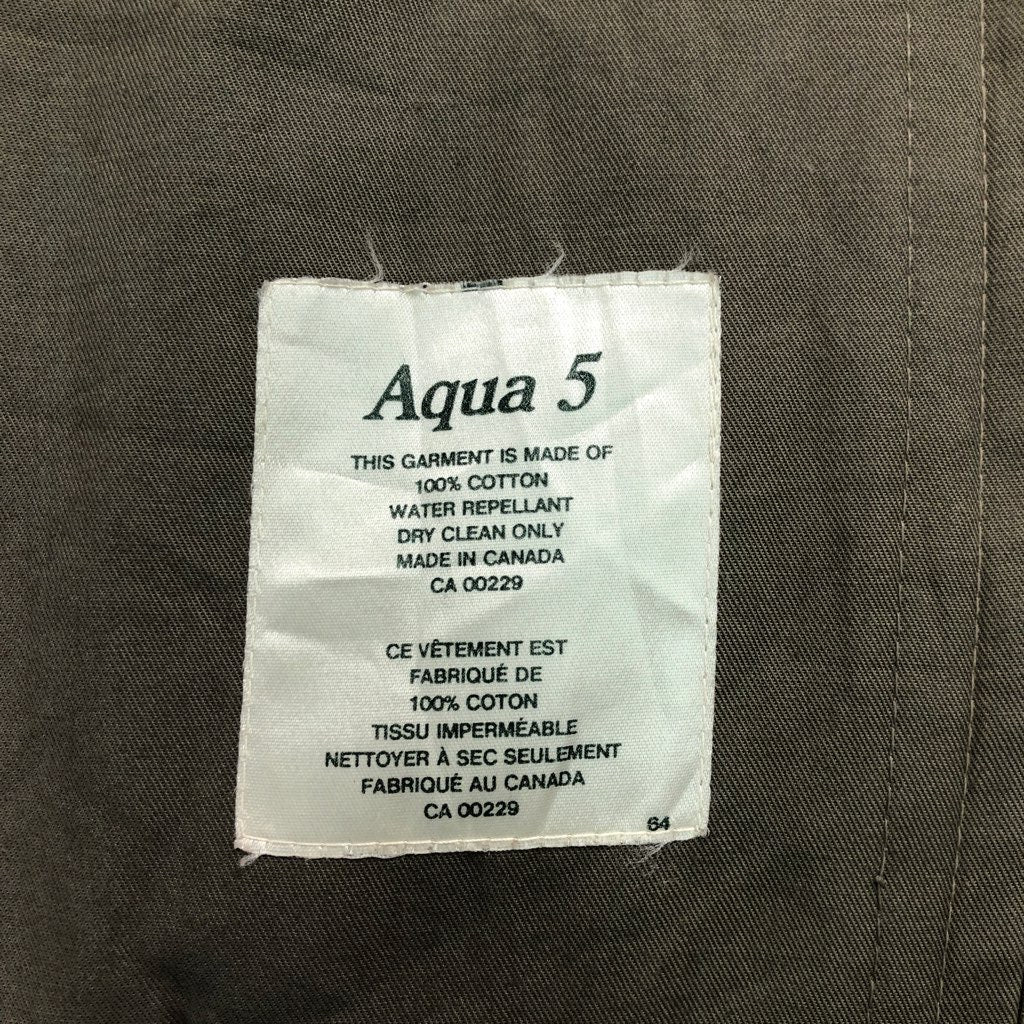 Aqua 5
THIS GARMENT IS MADE OF
100% COTTON
WATER REPELLANT
DRY CLEAN ONLY
MADE IN CANADA
CA 00229
CE VÊTEMENT EST
FABRIQUÉ DE
100% COTON
TISSU IMPERMÉABLE
NETTOYER À SEC SEULEMENT
FABRIQUÉ AU CANADA
CA 00229
64